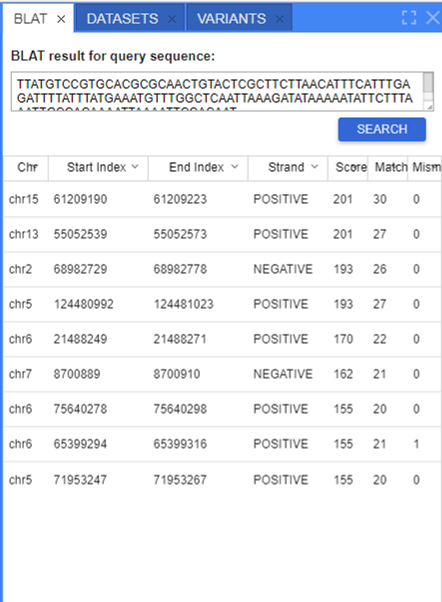 BLAT × DATASETS × VARIANTS ×
BLAT result for query sequence:
TTATGTCCGTGCACGCGCAACTGTACTCGCTTCTTAACATTTCATTTGA
GATTTTATTTATGAAATGTTTGGCTCAATTAAAGATATAAAAATATTCTTTA
SEARCH
Chr Start Index End Index Strand Score Match Mism
chr15 61209190 61209223 POSITIVE 201 30 0
chr13 55052539 55052573 POSITIVE 201 27 0
chr2 68982729 68982778 NEGATIVE 193 26 0
chr5 124480992 124481023 POSITIVE 193 27 0
chr6 21488249 21488271 POSITIVE 170 22 0
chr7 8700889 8700910 NEGATIVE 162 21 0
chr6 75640278 75640298 POSITIVE 155 20 0
chr6 65399294 65399316 POSITIVE 155 21 1
chr5 71953247 71953267 POSITIVE 155 20 0